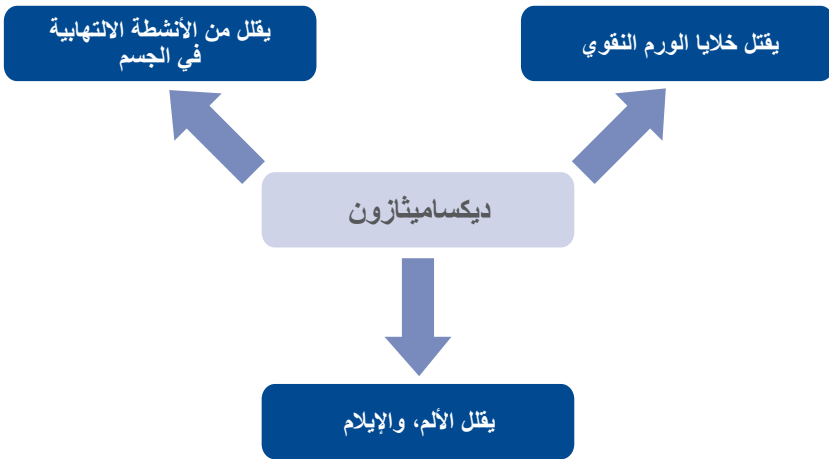 يقتل خلايا الورم النقوي
يقلل من الأنشطة الالتهابية
في الجسم
ديكساميثازون
يقلل الألم، والإيلام